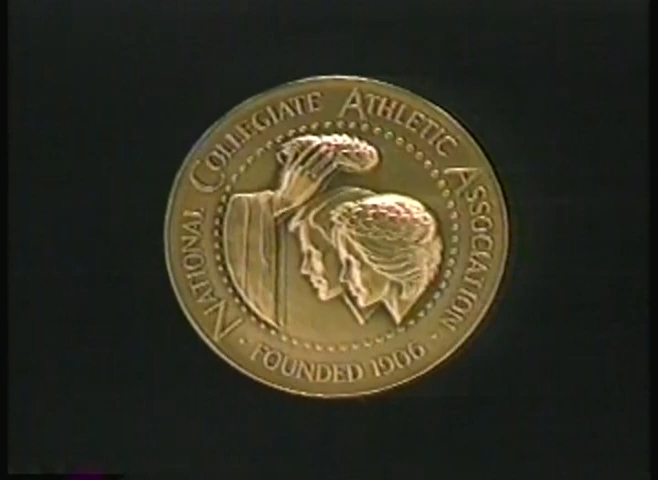 NATIONAL COLLEGIATE ATHLETIC ASSOCIATION
· FOUNDED 1906 ·